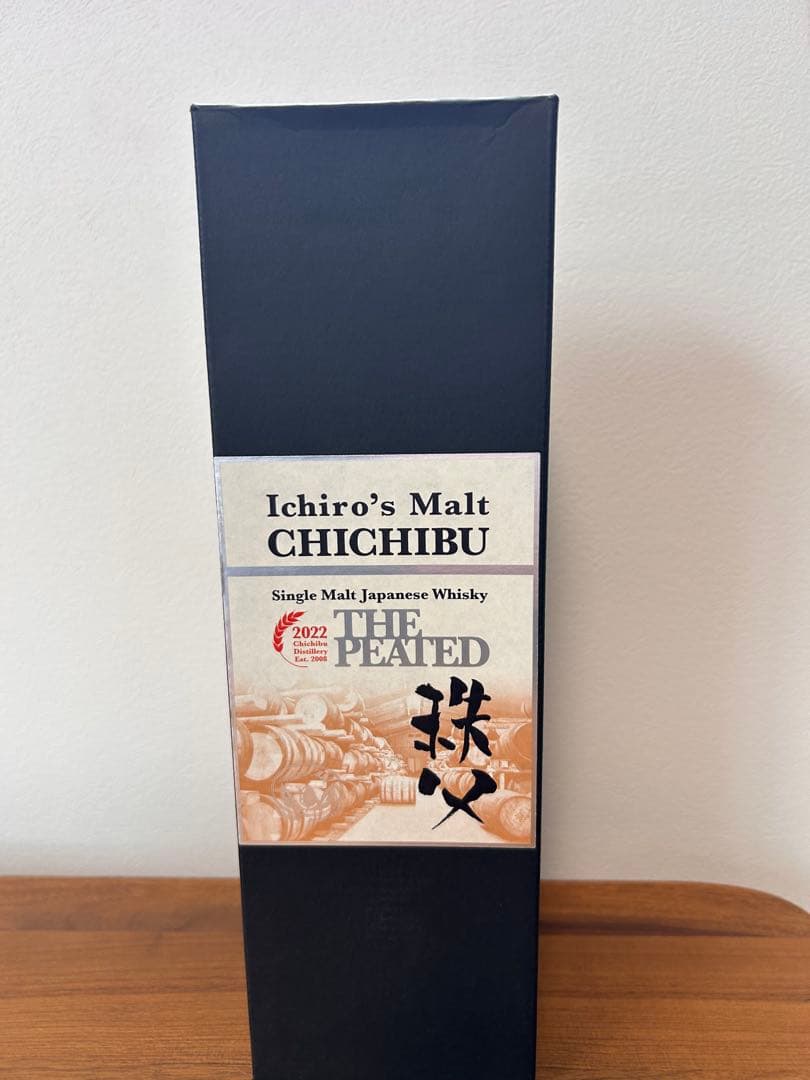 Ichiro's Malt
CHICHIBU
Single Malt Japanese Whisky
2022
Chichibu
Distillery
Est. 2008
THE
PEATED
秩
父